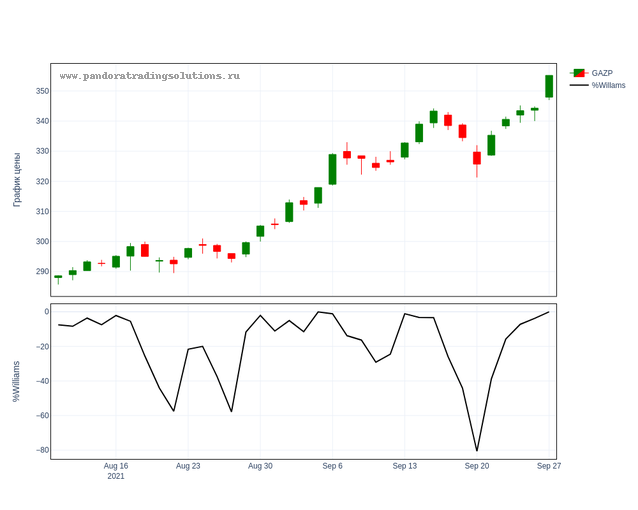 www.pandoratradingsolutions.ru
GAZP
%Willams
График цены
350
340
330
320
310
300
290
%Williams
0
−20
−40
−60
−80
Aug 16
2021
Aug 23
Aug 30
Sep 6
Sep 13
Sep 20
Sep 27